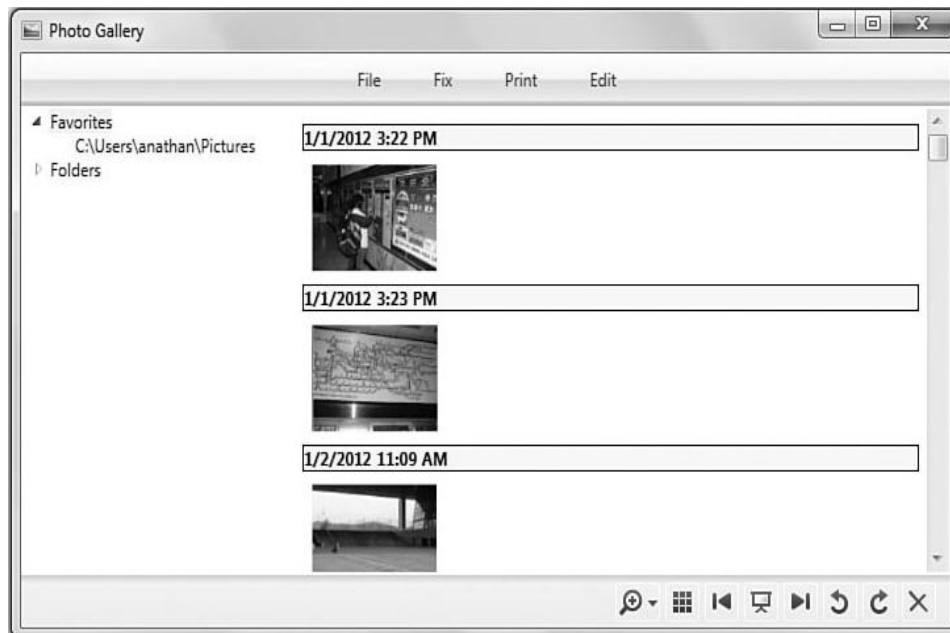 Photo Gallery
File Fix Print Edit
Favorites
C:\Users\anathan\Pictures
Folders
1/1/2012 3:22 PM
1/1/2012 3:23 PM
1/2/2012 11:09 AM